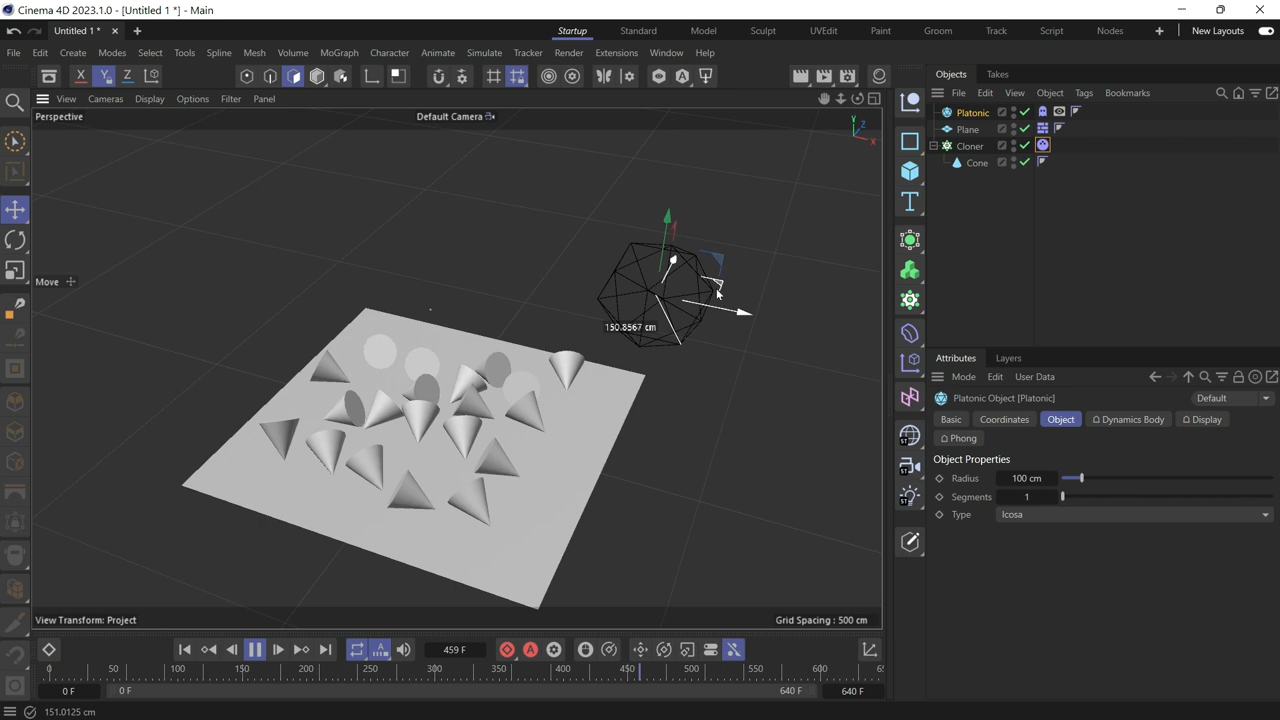 Cinema 4D 2023.1.0 - [Untitled 1 *] - Main
Untitled 1 *
Startup Standard Model Sculpt UVEdit Paint Groom Track Script Nodes New Layouts
File Edit Create Modes Select Tools Spline Mesh Volume MoGraph Character Animate Simulate Tracker Render Extensions Window Help
X Y Z
Objects Takes
View Cameras Display Options Filter Panel
File Edit View Object Tags Bookmarks
Perspective
Default Camera
Y Z X
Platonic
Plane
Cloner
Cone
Move
150.8567 cm
Attributes Layers
Mode Edit User Data
Platonic Object [Platonic]
Default
Basic Coordinates Object Dynamics Body Display
Phong
Object Properties
Radius 100 cm
Segments 1
Type Icosa
ST
ST
ST
View Transform: Project
Grid Spacing : 500 cm
459 F
0 50 100 150 200 250 300 350 400 450 500 550 600 6
0 F 0 F 640 F 640 F
151.0125 cm